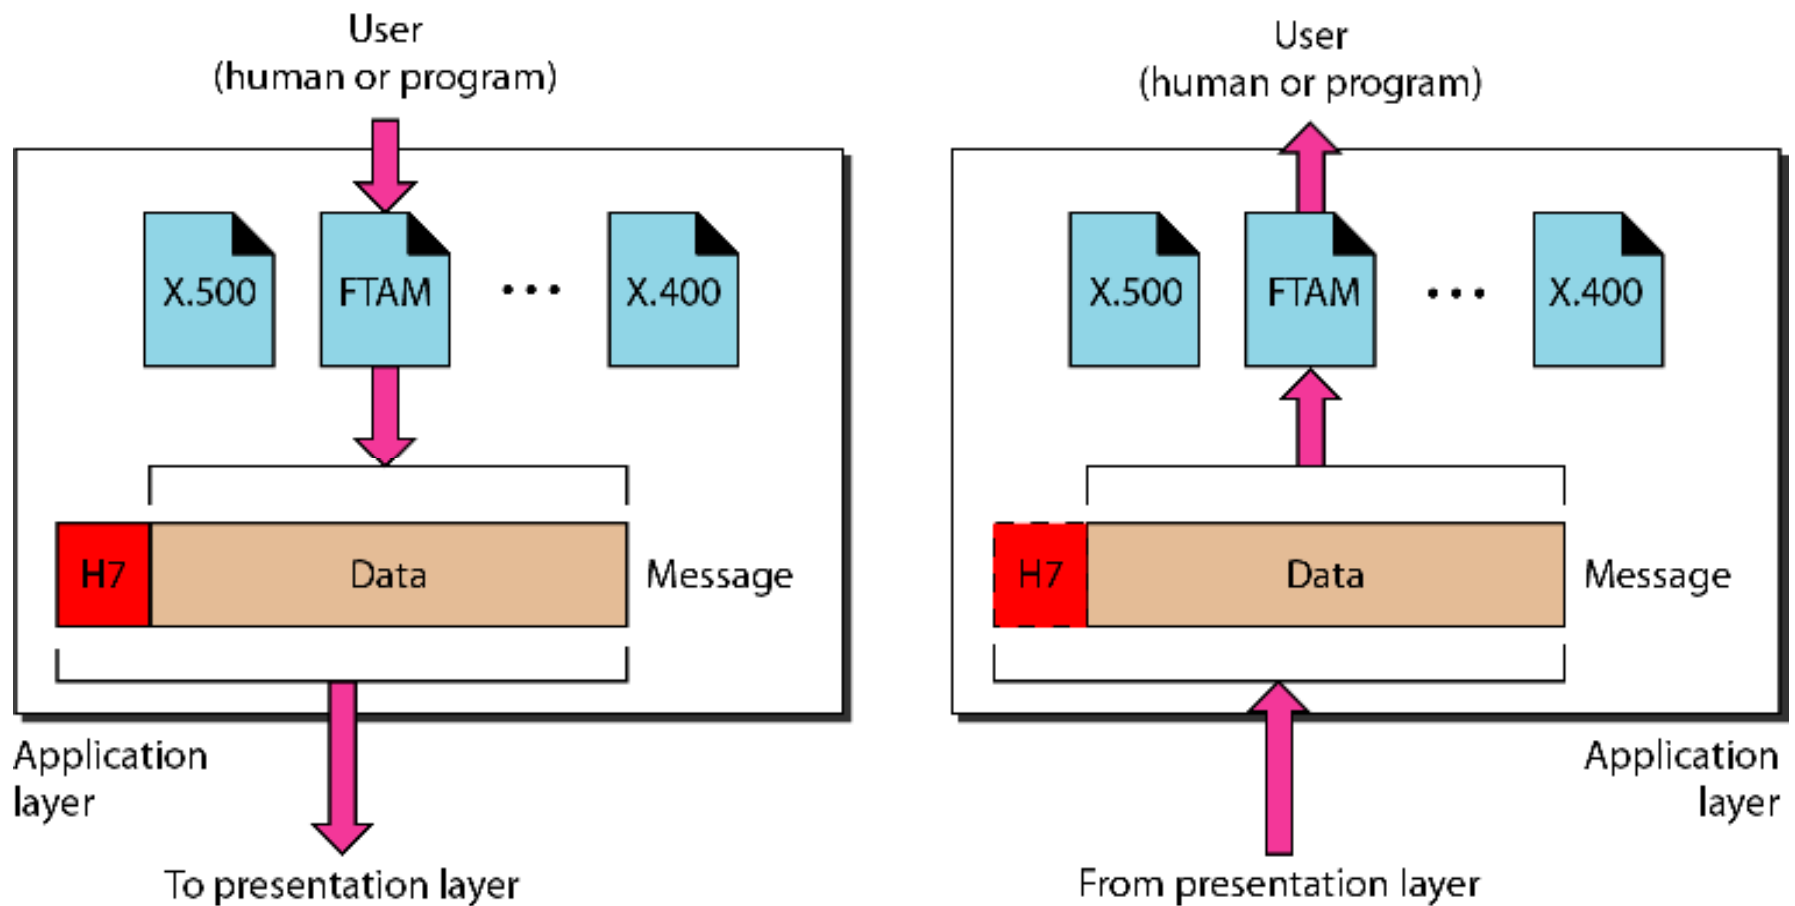 User
(human or program)
X.500
FTAM
...
X.400
H7
Data
Message
Application
layer
To presentation layer
User
(human or program)
X.500
FTAM
...
X.400
H7
Data
Message
Application
layer
From presentation layer